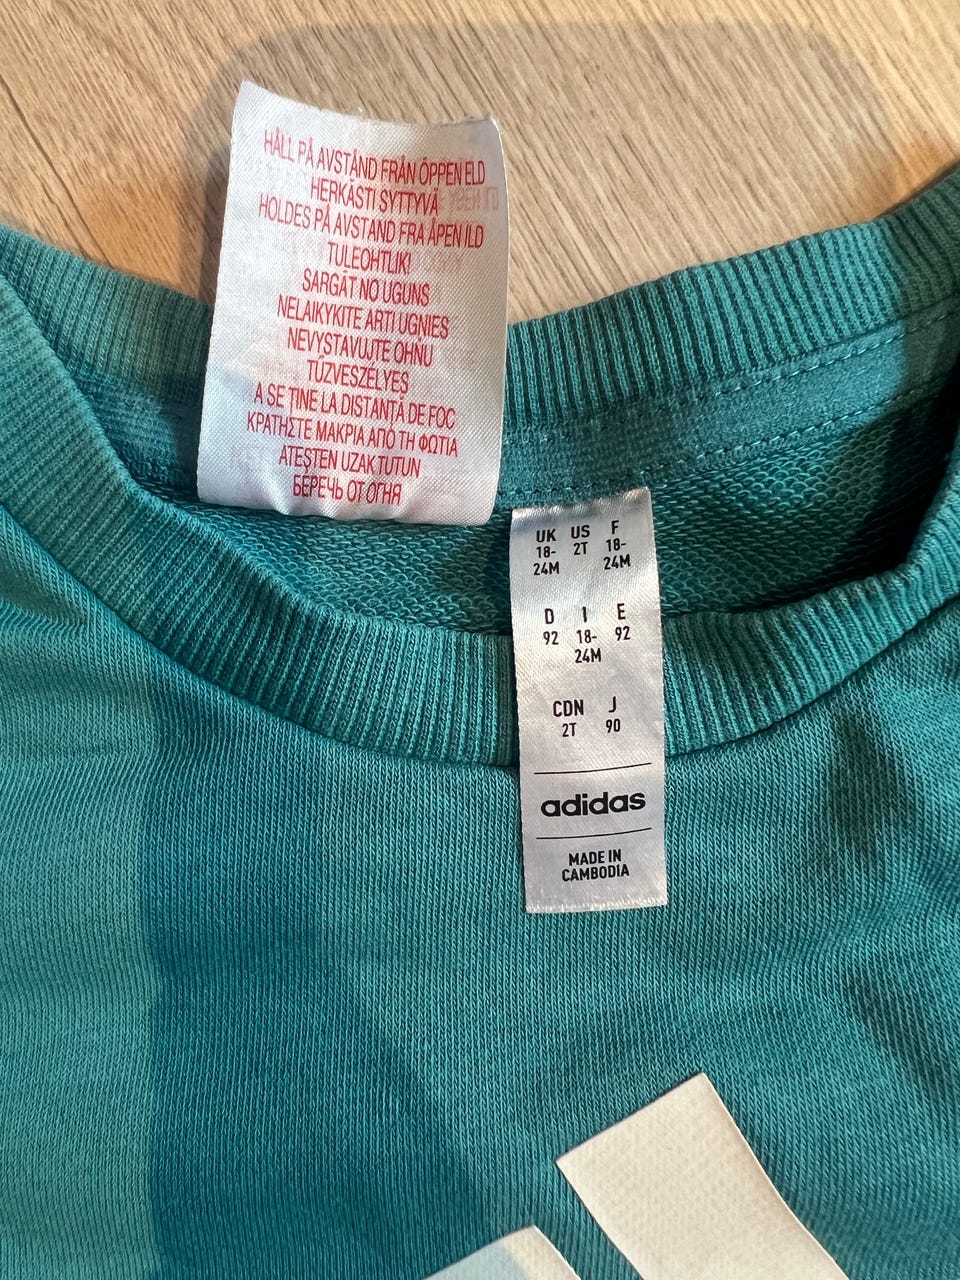 HÅLL PÅ AVSTÅND FRÅN ÖPPEN ELD
HERKÄSTI SYTTYVÄ
HOLDES PÅ AVSTAND FRA ÅPEN ILD
TULEOHTLIK!
SARGĀT NO UGUNS
NELAIKYKITE ARTI UGNIES
NEVYSTAVUJTE OHNU
TŰZVESZÉLYES
A SE ȚINE LA DISTANȚĂ DE FOC
ΚΡΑΤΗΣΤΕ ΜΑΚΡΙΑ ΑΠΟ ΤΗ ΦΩΤΙΑ
ATEŞTEN UZAK TUTUN
БЕРЕЧЬ ОТ ОГНЯ
UK US F
18- 2T 18-
24M 24M
D I E
92 18- 92
24M
CDN J
2T 90
adidas
MADE IN
CAMBODIA